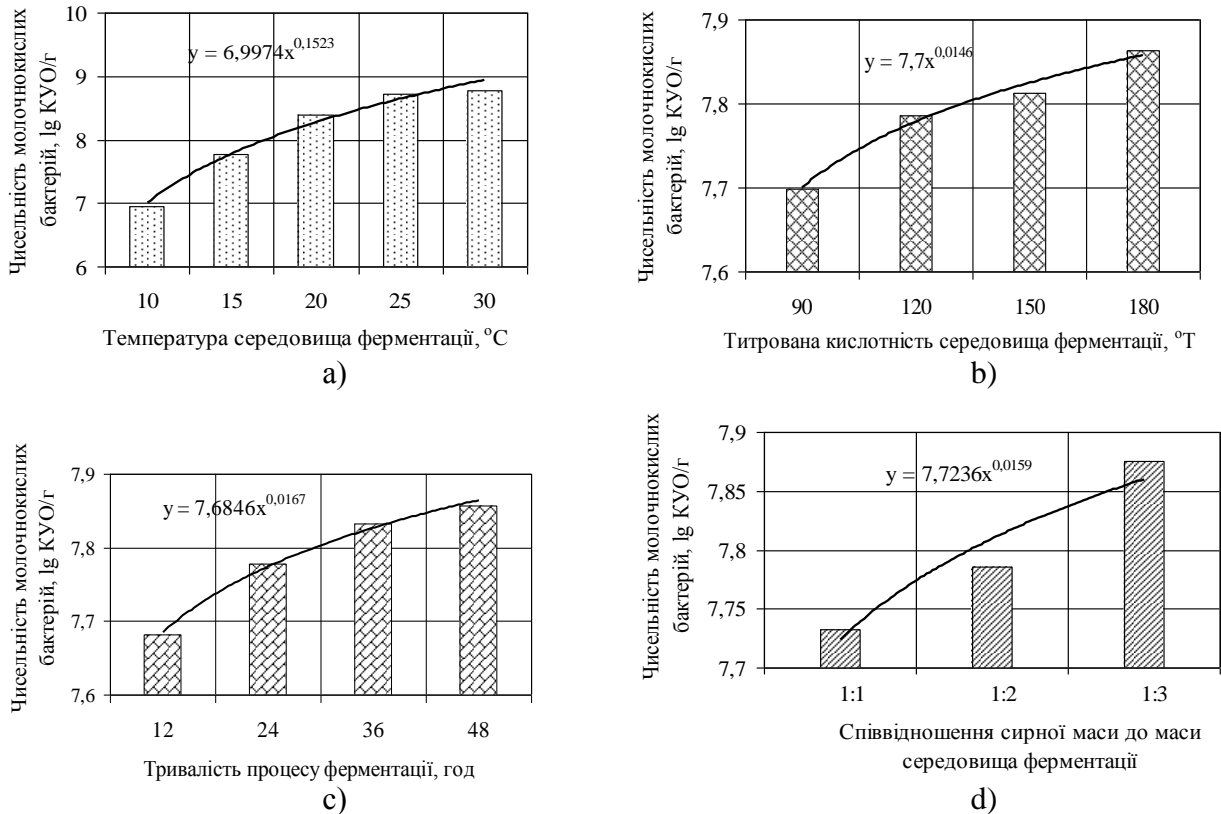 Чисельність молочнокислих
бактерій, lg КУО/г
10
9
8
7
6
y = 6,9974x^0,1523
10 15 20 25 30
Температура середовища ферментації, °С
a)
Чисельність молочнокислих
бактерій, lg КУО/г
7,9
7,8
7,7
7,6
y = 7,7x^0,0146
90 120 150 180
Титрована кислотність середовища ферментації, °Т
b)
Чисельність молочнокислих
бактерій, lg КУО/г
7,9
7,8
7,7
7,6
y = 7,6846x^0,0167
12 24 36 48
Тривалість процесу ферментації, год
c)
Чисельність молочнокислих
бактерій, lg КУО/г
7,9
7,85
7,8
7,75
7,7
y = 7,7236x^0,0159
1:1 1:2 1:3
Співвідношення сирної маси до маси
середовища ферментації
d)